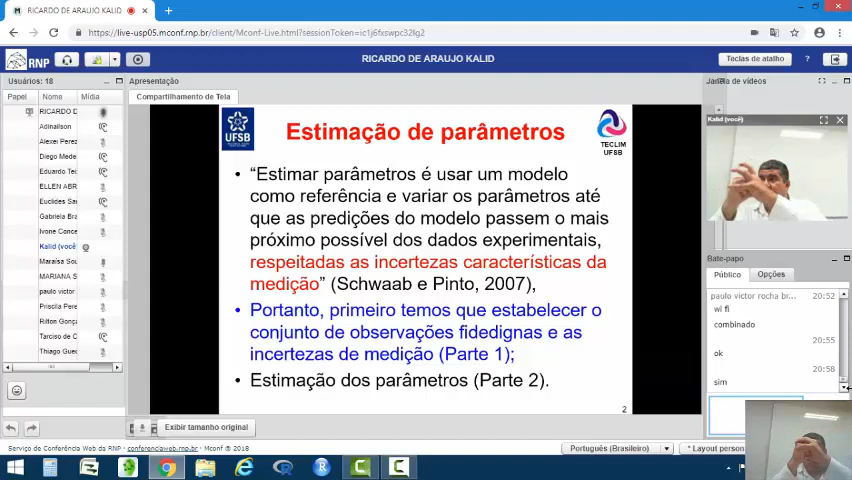 RICARDO DE ARAUJO KALID
https://live-usp05.mconf.rnp.br/client/Mconf-Live.html?sessionToken=ic1j6fxswpc32lg2
RNP
RICARDO DE ARAUJO KALID
Teclas de atalho
?
Usuários: 18
Papel
Nome
Mídia
RICARDO D
Adinailson
Alexei Perez
Diego Mede
Eduardo Teo
ELLEN ABR
Euclides Sar
Gabriela Bra
Ivone Conce
Kalid (você)
Maraísa Sou
MARIANA S
paulo victor
Priscila Pere
Rilton Gonça
Tarciso de C
Thiago Gued
Apresentação
Compartilhamento de Tela
UFSB
Estimação de parâmetros
TECLIM
UFSB
• “Estimar parâmetros é usar um modelo
como referência e variar os parâmetros até
que as predições do modelo passem o mais
próximo possível dos dados experimentais,
respeitadas as incertezas características da
medição” (Schwaab e Pinto, 2007),
• Portanto, primeiro temos que estabelecer o
conjunto de observações fidedignas e as
incertezas de medição (Parte 1);
• Estimação dos parâmetros (Parte 2).
2
Exibir tamanho original
Janela de vídeos
Kalid (você)
Bate-papo
Público
Opções
paulo victor rocha br...
20:52
wi fi
combinado
20:55
ok
20:58
sim
Serviço de Conferência Web da RNP - conferenciaweb.rnp.br - Mconf ® 2018
Português (Brasileiro)
* Layout person